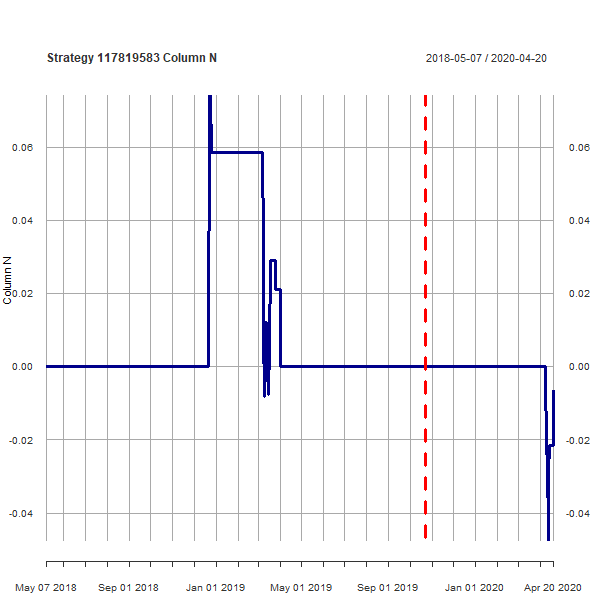 Strategy 117819583 Column N 2018-05-07 / 2020-04-20
0.06 0.06
0.04 0.04
0.02 0.02
Column N
0.00 0.00
-0.02 -0.02
-0.04 -0.04
May 07 2018 Sep 01 2018 Jan 01 2019 May 01 2019 Sep 01 2019 Jan 01 2020 Apr 20 2020